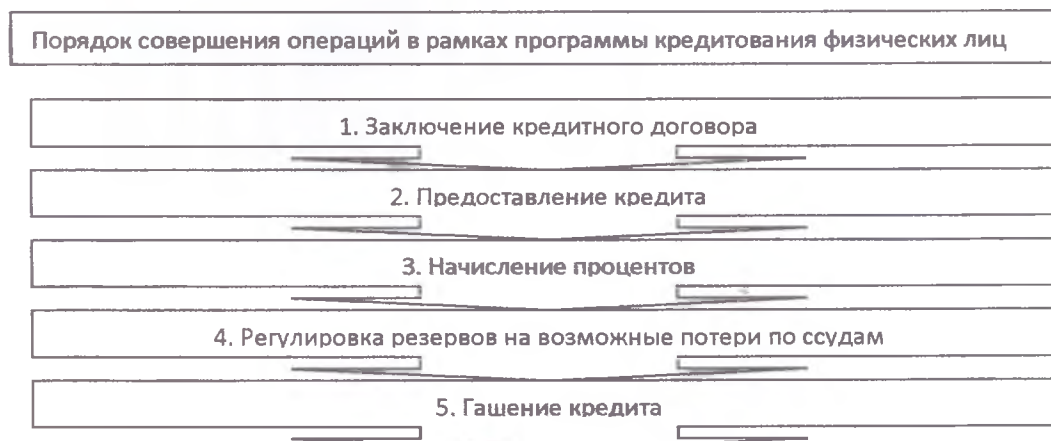 Порядок совершения операций в рамках программы кредитования физических лиц
1. Заключение кредитного договора
2. Предоставление кредита
3. Начисление процентов
4. Регулировка резервов на возможные потери по ссудам
5. Гашение кредита